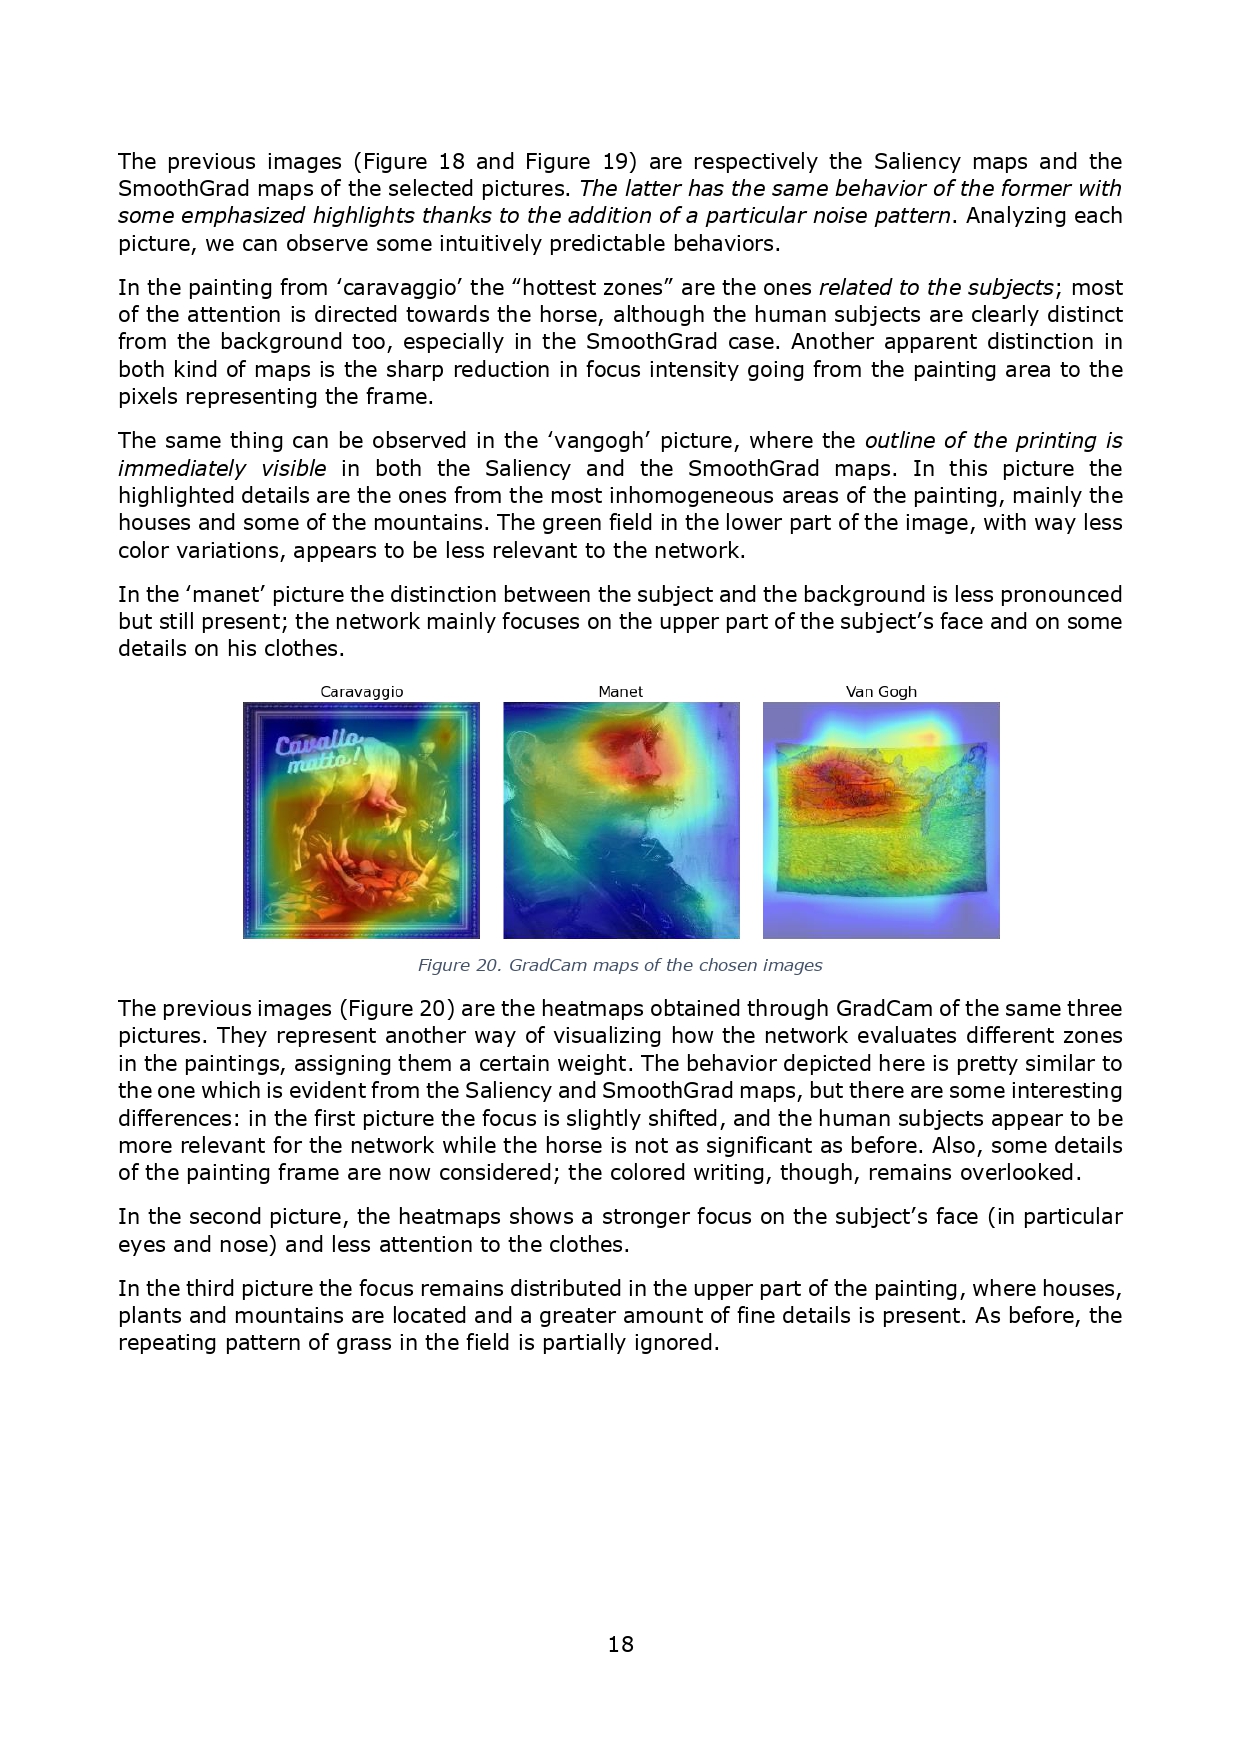 The previous images (Figure 18 and Figure 19) are respectively the Saliency maps and the
SmoothGrad maps of the selected pictures. The latter has the same behavior of the former with
some emphasized highlights thanks to the addition of a particular noise pattern. Analyzing each
picture, we can observe some intuitively predictable behaviors.
In the painting from ‘caravaggio’ the “hottest zones” are the ones related to the subjects; most
of the attention is directed towards the horse, although the human subjects are clearly distinct
from the background too, especially in the SmoothGrad case. Another apparent distinction in
both kind of maps is the sharp reduction in focus intensity going from the painting area to the
pixels representing the frame.
The same thing can be observed in the ‘vangogh’ picture, where the outline of the printing is
immediately visible in both the Saliency and the SmoothGrad maps. In this picture the
highlighted details are the ones from the most inhomogeneous areas of the painting, mainly the
houses and some of the mountains. The green field in the lower part of the image, with way less
color variations, appears to be less relevant to the network.
In the ‘manet’ picture the distinction between the subject and the background is less pronounced
but still present; the network mainly focuses on the upper part of the subject’s face and on some
details on his clothes.
Caravaggio Manet Van Gogh
Cavallo
matto!
Figure 20. GradCam maps of the chosen images
The previous images (Figure 20) are the heatmaps obtained through GradCam of the same three
pictures. They represent another way of visualizing how the network evaluates different zones
in the paintings, assigning them a certain weight. The behavior depicted here is pretty similar to
the one which is evident from the Saliency and SmoothGrad maps, but there are some interesting
differences: in the first picture the focus is slightly shifted, and the human subjects appear to be
more relevant for the network while the horse is not as significant as before. Also, some details
of the painting frame are now considered; the colored writing, though, remains overlooked.
In the second picture, the heatmaps shows a stronger focus on the subject’s face (in particular
eyes and nose) and less attention to the clothes.
In the third picture the focus remains distributed in the upper part of the painting, where houses,
plants and mountains are located and a greater amount of fine details is present. As before, the
repeating pattern of grass in the field is partially ignored.
18